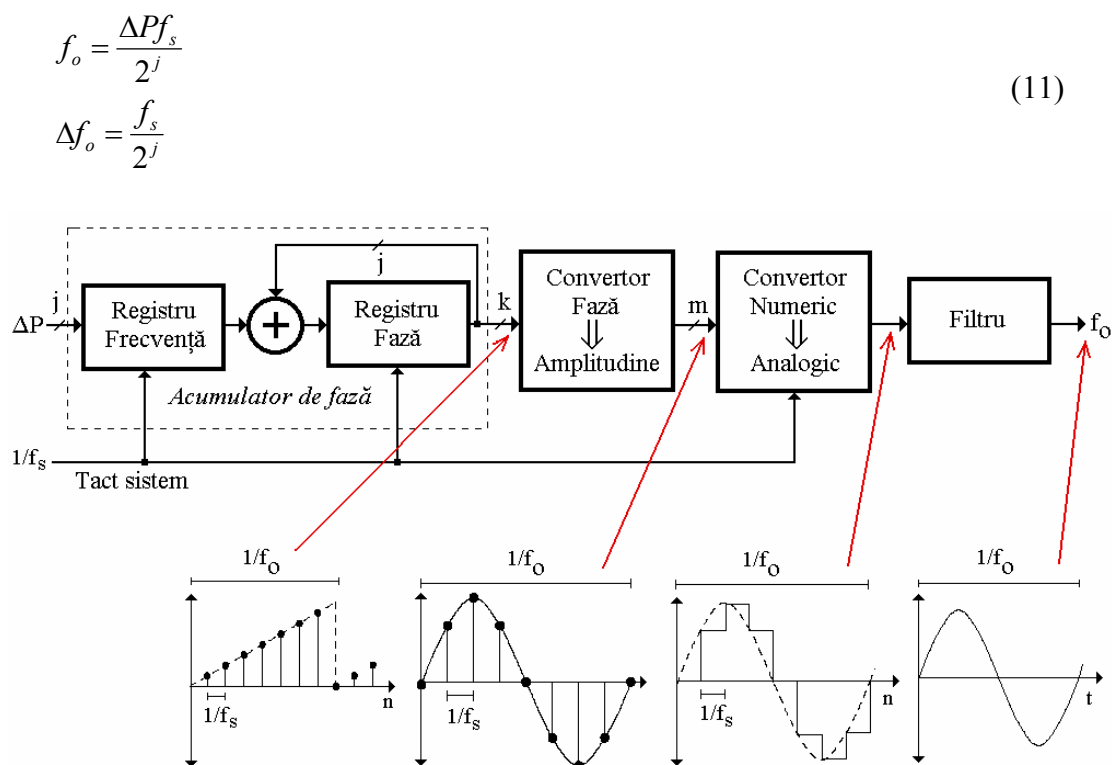 f_o = ΔPf_s / 2^j
(11)
Δf_o = f_s / 2^j
ΔP
j
Registru
Frecvență
+
j
Registru
Fază
k
Convertor
Fază
⇓
Amplitudine
m
Convertor
Numeric
⇓
Analogic
Filtru
f_o
Acumulator de fază
1/f_s
Tact sistem
1/f_o
1/f_s
n
1/f_o
1/f_s
n
1/f_o
1/f_s
n
1/f_o
t